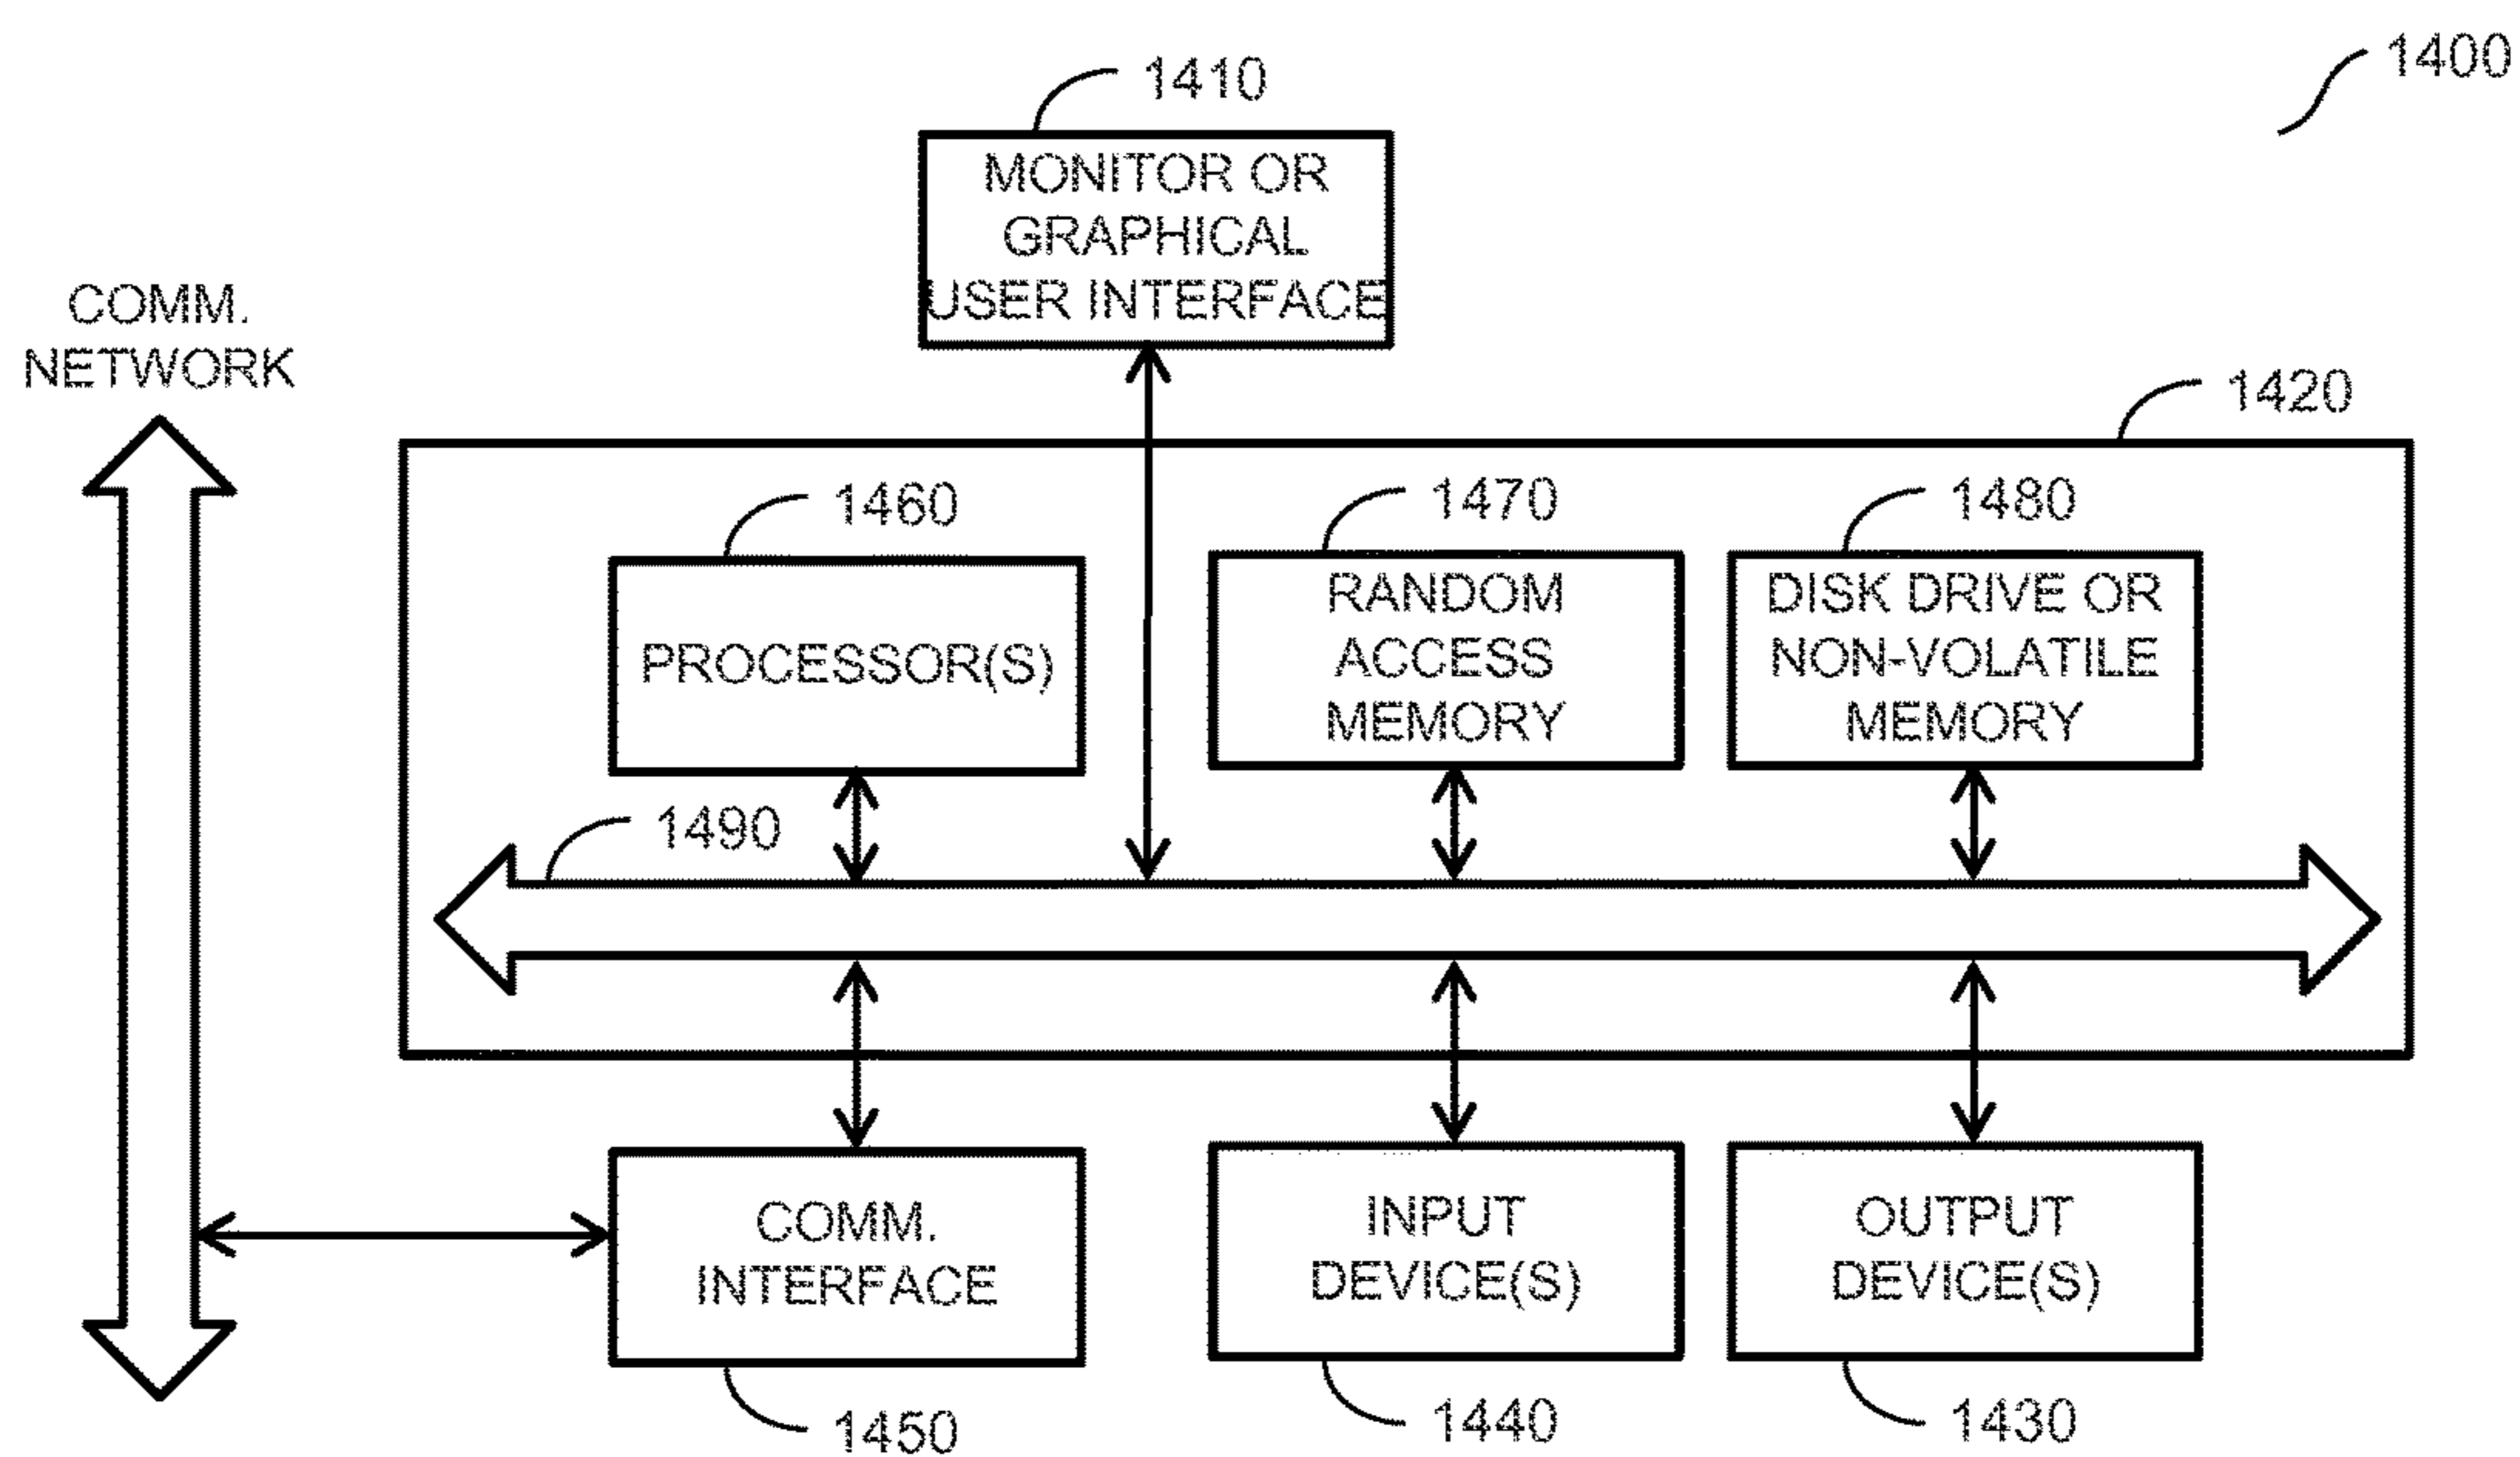 1400
1410
MONITOR OR
GRAPHICAL
USER INTERFACE
COMM.
NETWORK
1420
1460
1470
1480
PROCESSOR(S)
RANDOM
ACCESS
MEMORY
DISK DRIVE OR
NON-VOLATILE
MEMORY
1490
COMM.
INTERFACE
INPUT
DEVICE(S)
OUTPUT
DEVICE(S)
1450
1440
1430